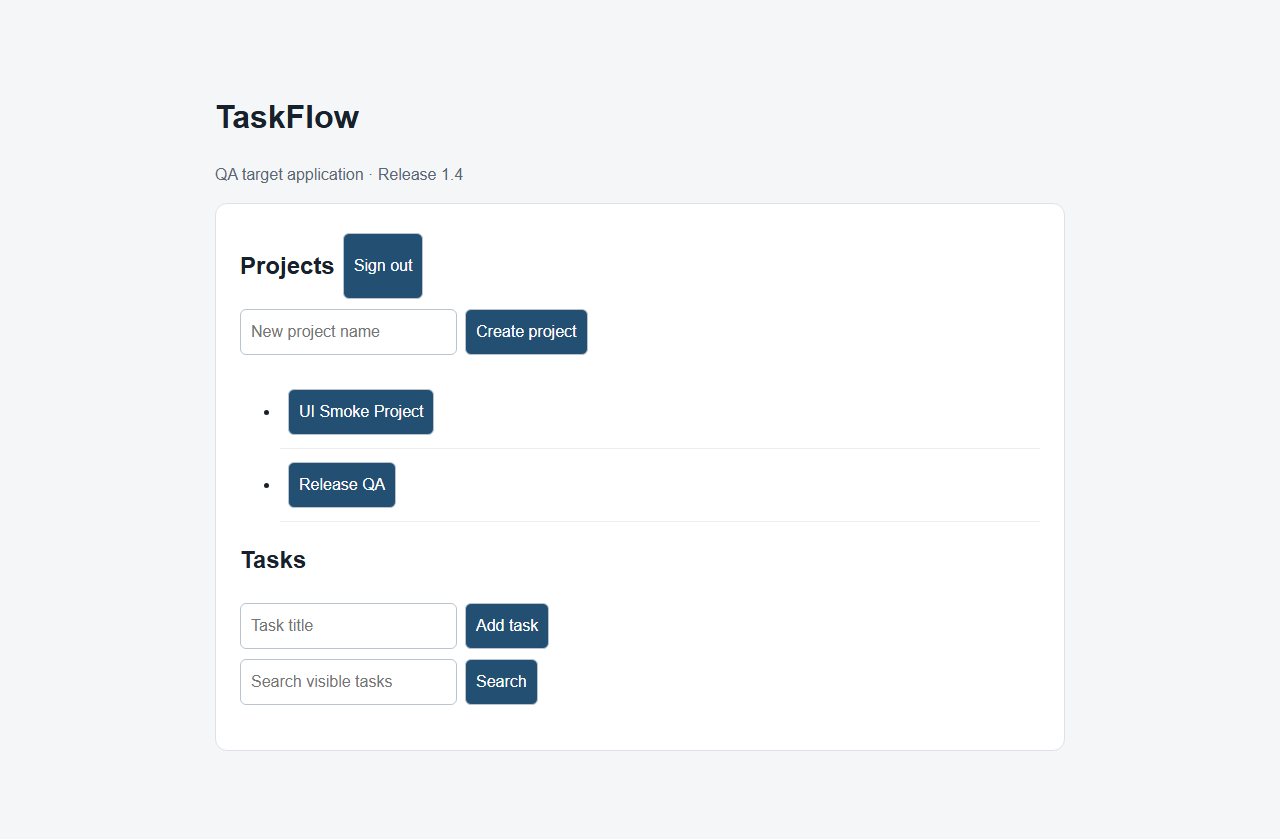 TaskFlow
QA target application · Release 1.4
Projects Sign out
New project name Create project
UI Smoke Project
Release QA
Tasks
Task title Add task
Search visible tasks Search